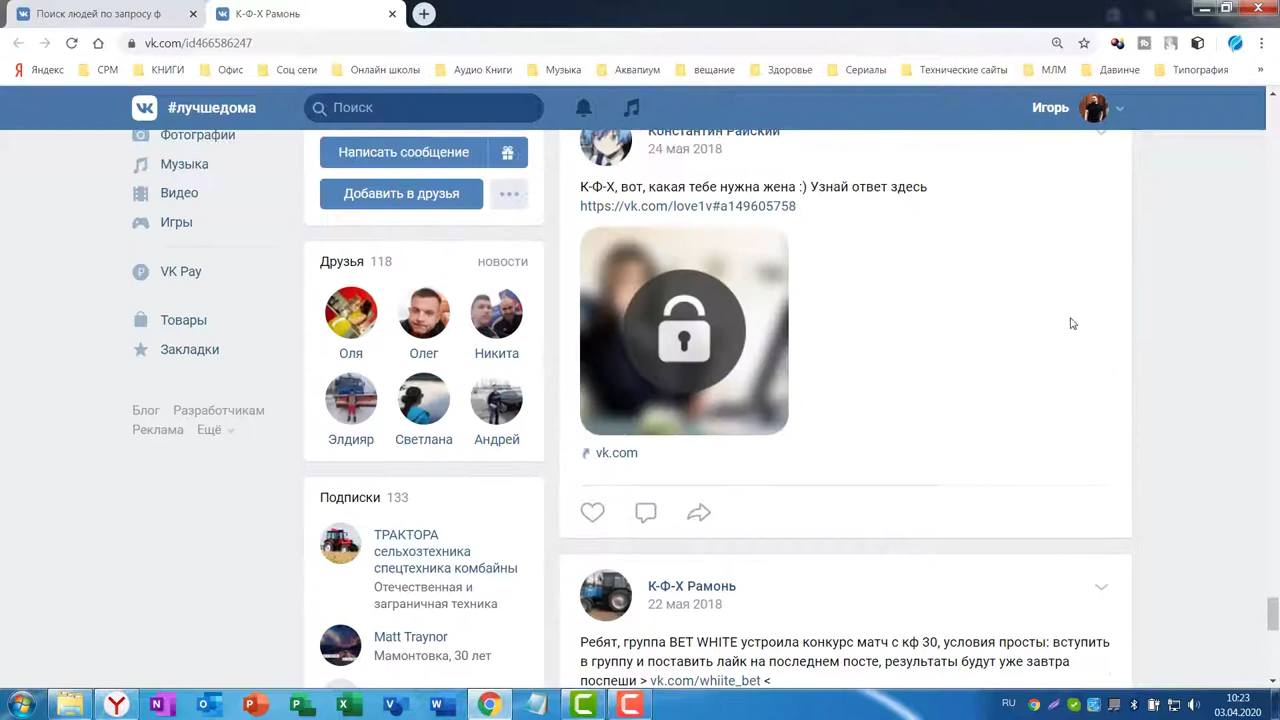 Поиск людей по запросу ф
К-Ф-Х Рамонь
vk.com/id466586247
Яндекс
СРМ
КНИГИ
Офис
Соц сети
Онлайн школы
Аудио Книги
Музыка
Аквапиум
вещание
Здоровье
Сериалы
Технические сайты
МЛМ
Давинче
Типография
»
#лучшедома
Поиск
Игорь
Фотографии
Музыка
Видео
Игры
VK Pay
Товары
Закладки
Блог Разработчикам
Реклама Ещё
Написать сообщение
Добавить в друзья
Друзья 118
новости
Оля
Олег
Никита
Элдияр
Светлана
Андрей
Подписки 133
ТРАКТОРА
сельхозтехника
спецтехника комбайны
Отечественная и
заграничная техника
Matt Traynor
Мамонтовка, 30 лет
Константин Райский
24 мая 2018
К-Ф-Х, вот, какая тебе нужна жена :) Узнай ответ здесь
https://vk.com/love1v#a149605758
vk.com
К-Ф-Х Рамонь
22 мая 2018
Ребят, группа BET WHITE устроила конкурс матч с кф 30, условия просты: вступить
в группу и поставить лайк на последнем посте, результаты будут уже завтра
поспеши > vk.com/whiite_bet <
RU
10:23
03.04.2020